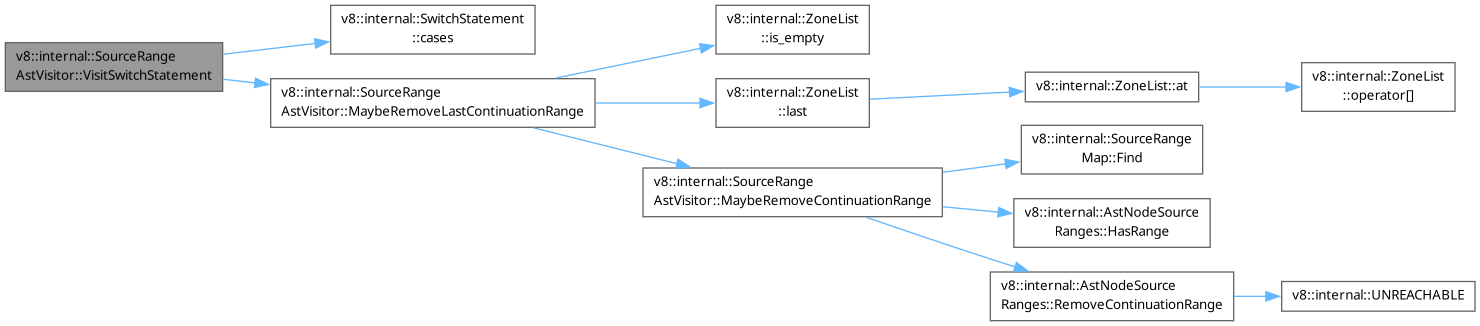 v8::internal::SourceRange
AstVisitor::VisitSwitchStatement
v8::internal::SwitchStatement
::cases
v8::internal::SourceRange
AstVisitor::MaybeRemoveLastContinuationRange
v8::internal::ZoneList
::is_empty
v8::internal::ZoneList
::last
v8::internal::ZoneList::at
v8::internal::ZoneList
::operator[]
v8::internal::SourceRange
AstVisitor::MaybeRemoveContinuationRange
v8::internal::SourceRange
Map::Find
v8::internal::AstNodeSource
Ranges::HasRange
v8::internal::AstNodeSource
Ranges::RemoveContinuationRange
v8::internal::UNREACHABLE